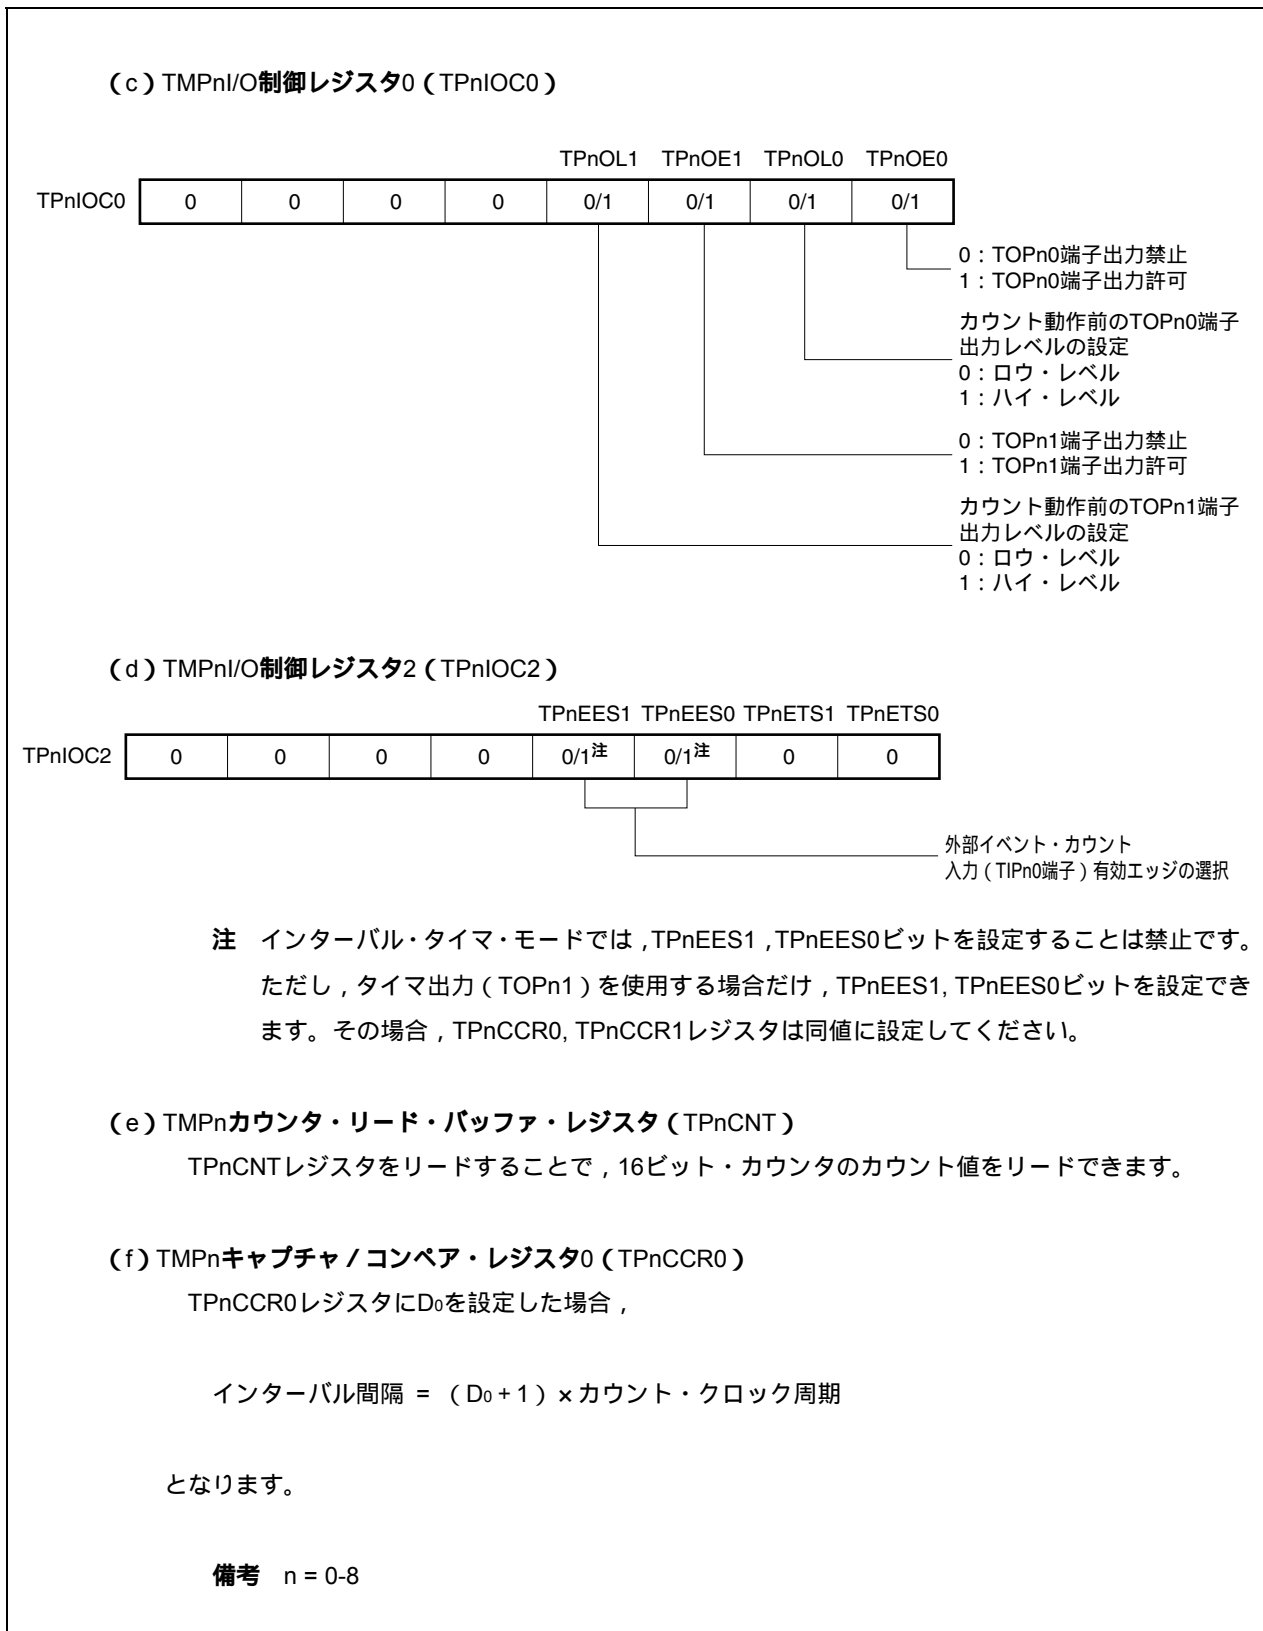 (c) TMPnI/O制御レジスタ0（TPnIOC0）
TPnOL1 TPnOE1 TPnOL0 TPnOE0
TPnIOC0 0 0 0 0 0/1 0/1 0/1 0/1
0：TOPn0端子出力禁止
1：TOPn0端子出力許可
カウント動作前のTOPn0端子
出力レベルの設定
0：ロウ・レベル
1：ハイ・レベル
0：TOPn1端子出力禁止
1：TOPn1端子出力許可
カウント動作前のTOPn1端子
出力レベルの設定
0：ロウ・レベル
1：ハイ・レベル
(d) TMPnI/O制御レジスタ2（TPnIOC2）
TPnEES1 TPnEES0 TPnETS1 TPnETS0
TPnIOC2 0 0 0 0 0/1注 0/1注 0 0
外部イベント・カウント
入力（TIPn0端子）有効エッジの選択
注 インターバル・タイマ・モードでは，TPnEES1，TPnEES0ビットを設定することは禁止です。
ただし，タイマ出力（TOPn1）を使用する場合だけ，TPnEES1, TPnEES0ビットを設定でき
ます。その場合，TPnCCR0, TPnCCR1レジスタは同値に設定してください。
(e) TMPnカウンタ・リード・バッファ・レジスタ（TPnCNT）
TPnCNTレジスタをリードすることで，16ビット・カウンタのカウント値をリードできます。
(f) TMPnキャプチャ／コンペア・レジスタ0（TPnCCR0）
TPnCCR0レジスタにD₀を設定した場合，
インターバル間隔 = （D₀＋1）×カウント・クロック周期
となります。
備考 n = 0-8